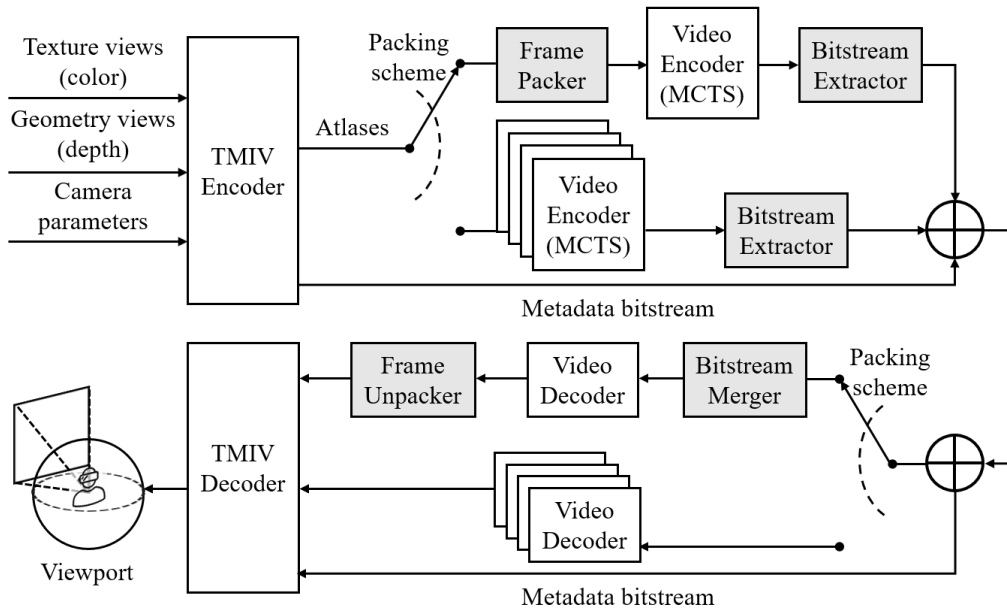 Texture views
(color)
Geometry views
(depth)
Camera
parameters
TMIV
Encoder
Atlases
Packing
scheme
Frame
Packer
Video
Encoder
(MCTS)
Bitstream
Extractor
Video
Encoder
(MCTS)
Bitstream
Extractor
Metadata bitstream
Viewport
TMIV
Decoder
Frame
Unpacker
Video
Decoder
Bitstream
Merger
Packing
scheme
Video
Decoder
Metadata bitstream